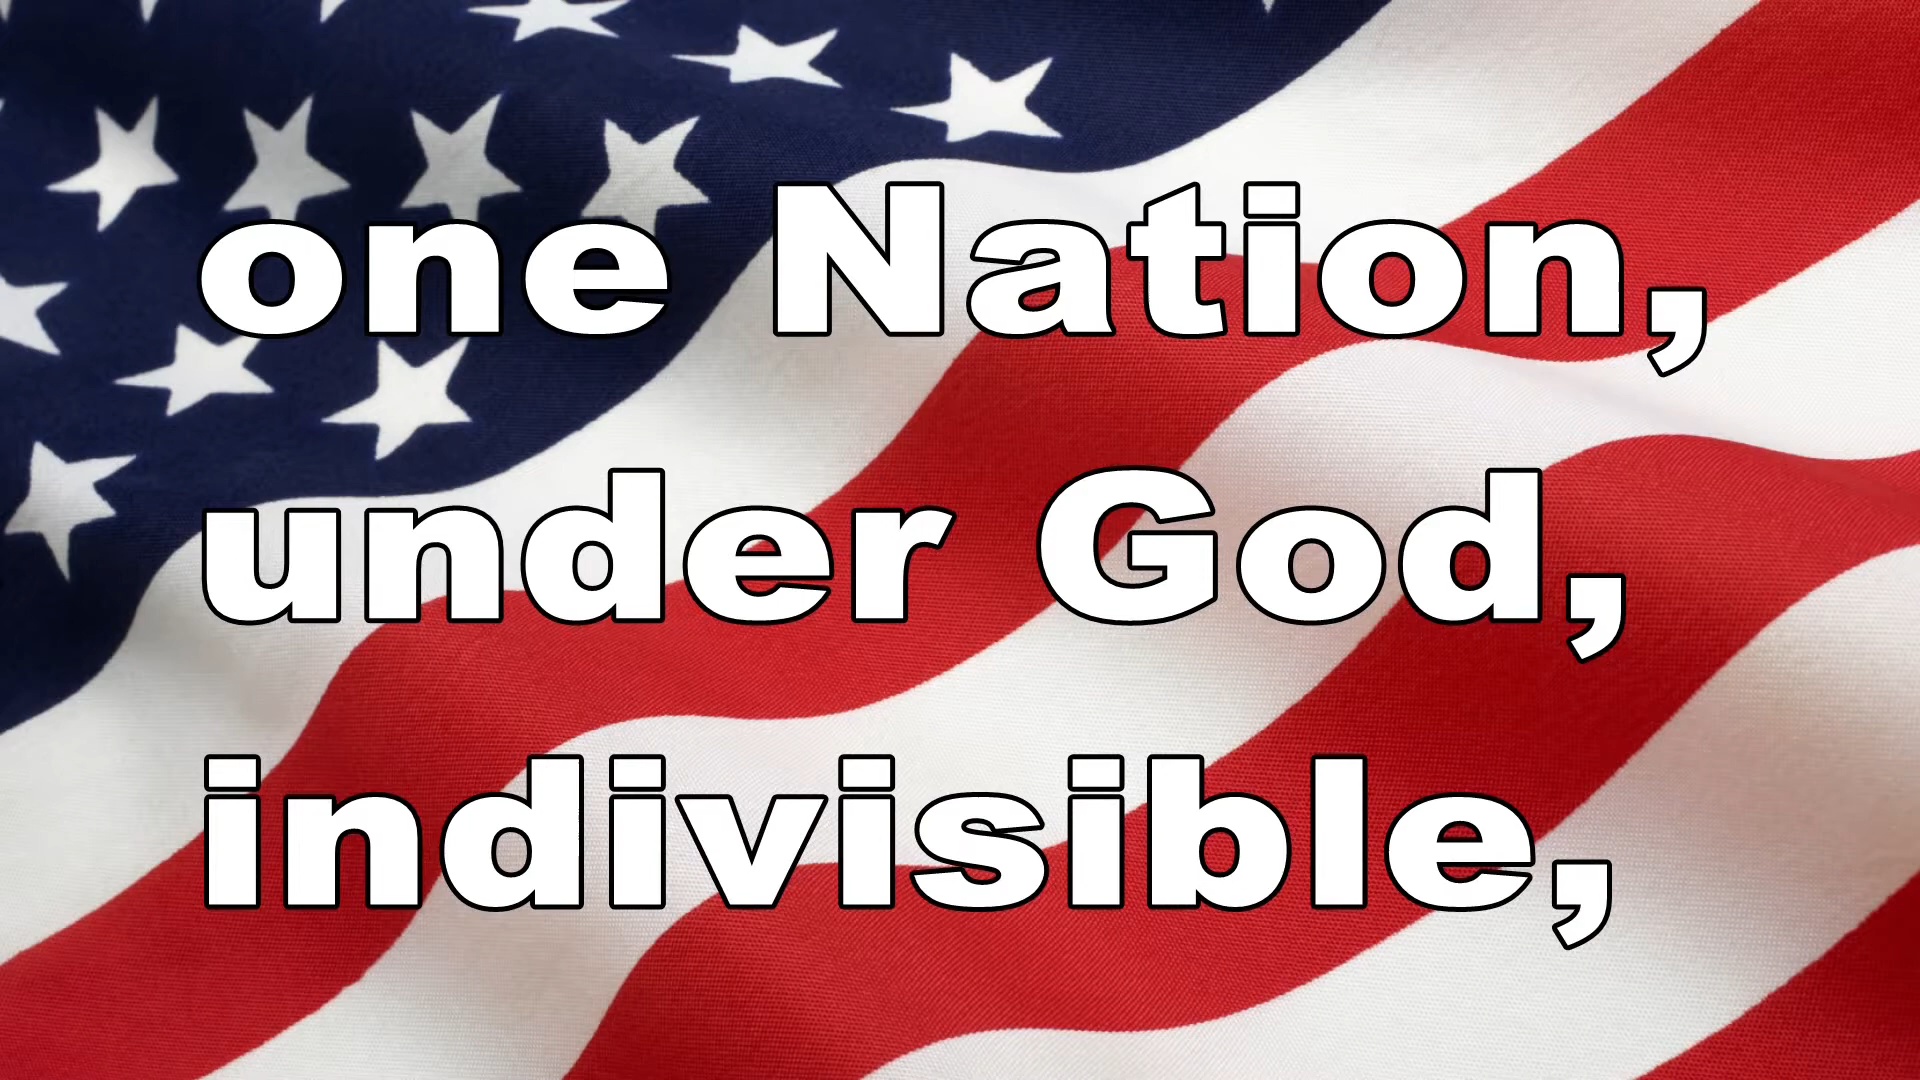 one Nation,
under God,
indivisible,